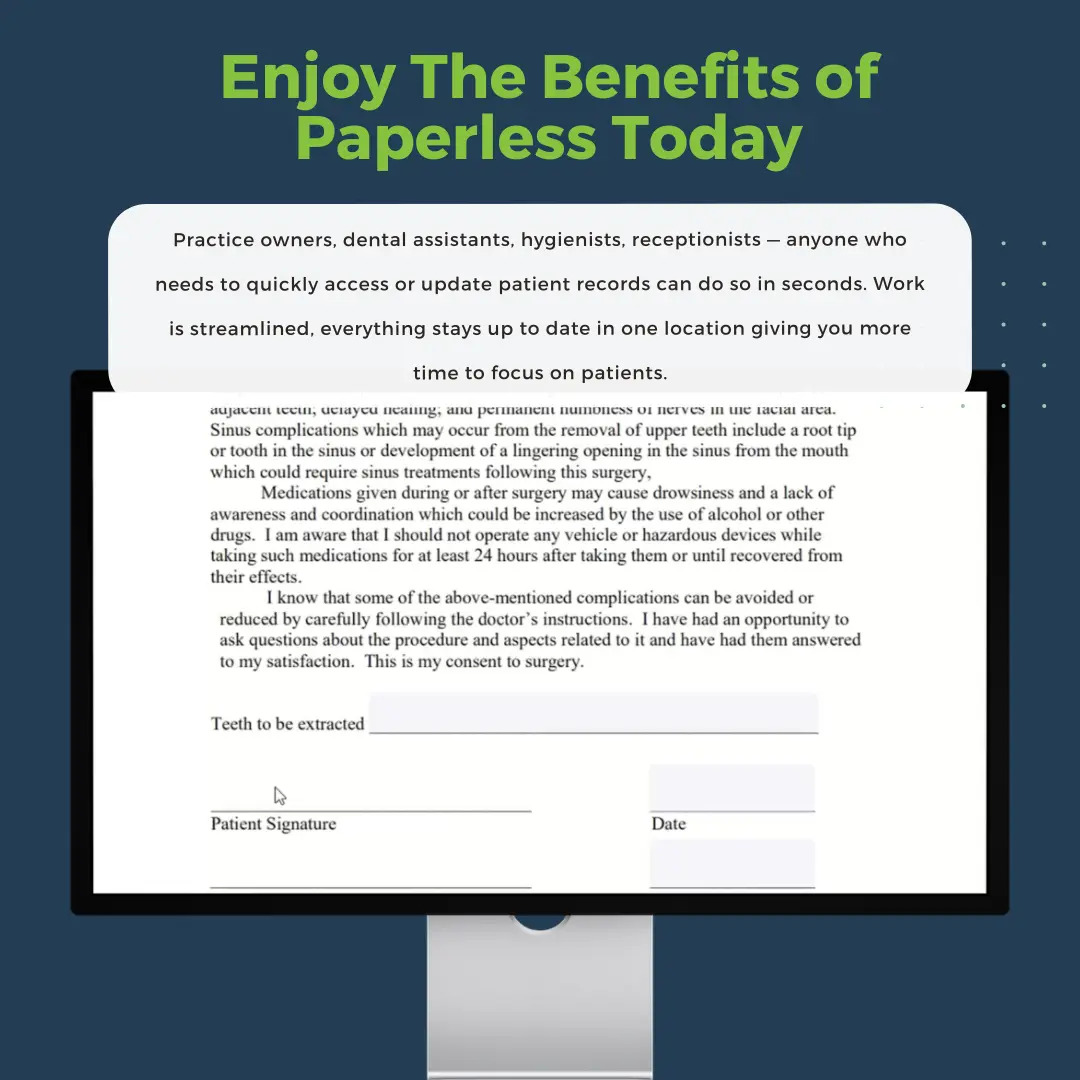 Enjoy The Benefits of
Paperless Today
Practice owners, dental assistants, hygienists, receptionists — anyone who
needs to quickly access or update patient records can do so in seconds. Work
is streamlined, everything stays up to date in one location giving you more
time to focus on patients.
adjacent teeth; delayed healing; and permanent numbness of nerves in the facial area.
Sinus complications which may occur from the removal of upper teeth include a root tip
or tooth in the sinus or development of a lingering opening in the sinus from the mouth
which could require sinus treatments following this surgery,
Medications given during or after surgery may cause drowsiness and a lack of
awareness and coordination which could be increased by the use of alcohol or other
drugs.  I am aware that I should not operate any vehicle or hazardous devices while
taking such medications for at least 24 hours after taking them or until recovered from
their effects.
I know that some of the above-mentioned complications can be avoided or
reduced by carefully following the doctor’s instructions.  I have had an opportunity to
ask questions about the procedure and aspects related to it and have had them answered
to my satisfaction.  This is my consent to surgery.
Teeth to be extracted
Patient Signature Date